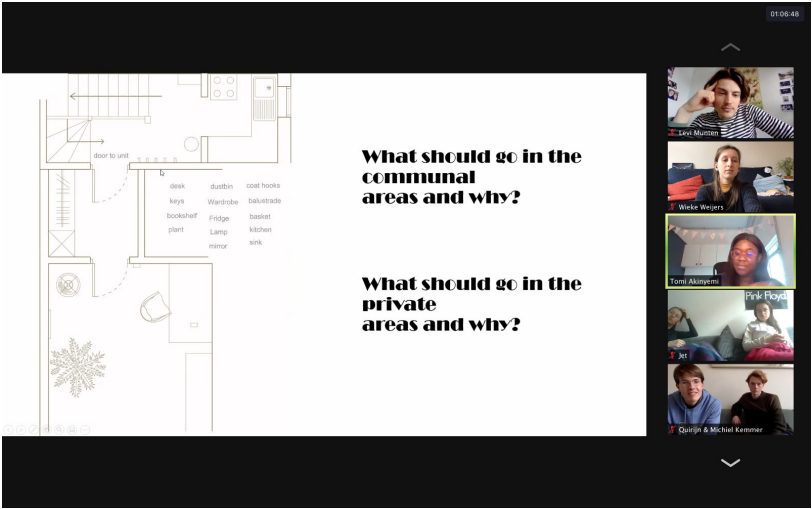 01:06:48
door to unit
desk dustbin coat hooks
keys Wardrobe balustrade
bookshelf Fridge basket
plant Lamp kitchen
mirror sink
What should go in the
communal
areas and why?
What should go in the
private
areas and why?
Levi Munten
Wieke Weijers
Tomi Akinyemi
Pink Floyd
Jet
Quirijn & Michiel Kemmer